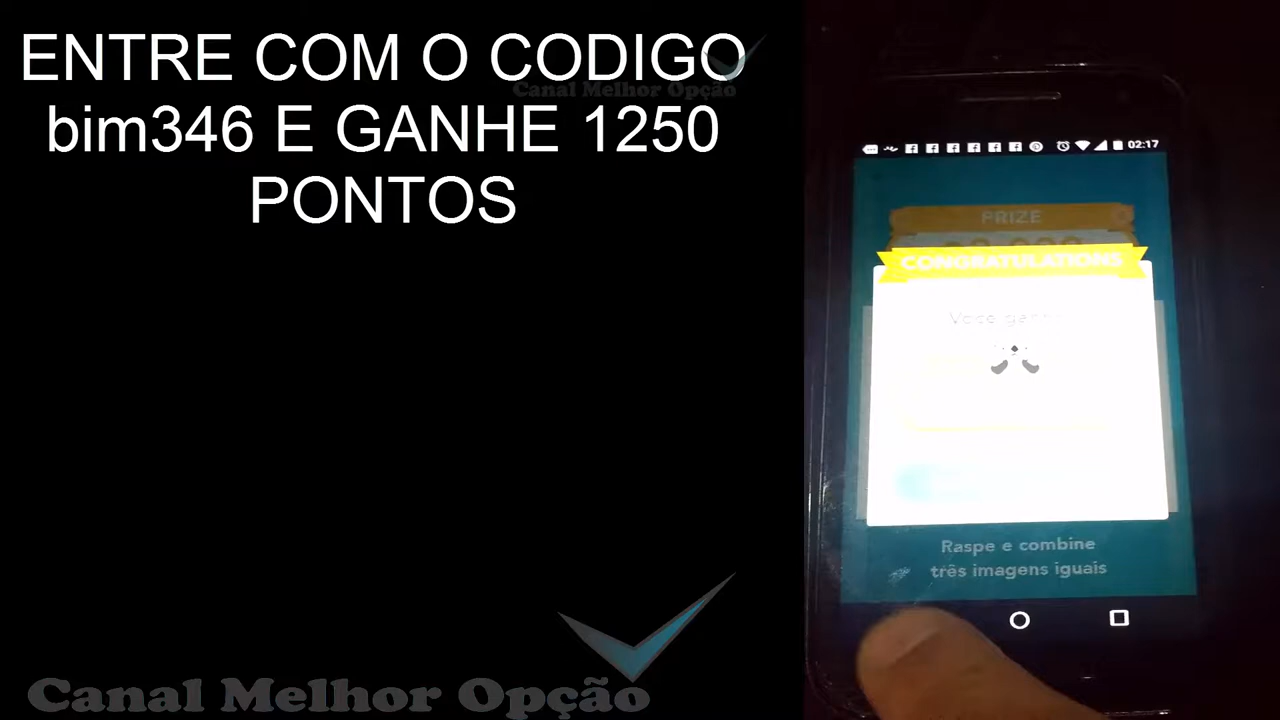 ENTRE COM O CODIGO
bim346 E GANHE 1250
PONTOS
Canal Melhor Opção
02:17
PRIZE
CONGRATULATIONS
Você
Raspe e combine
três imagens iguais
Canal Melhor Opção